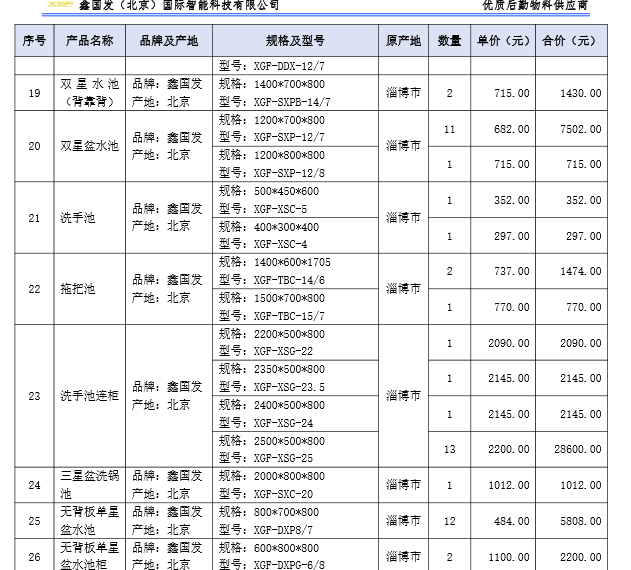 鑫国发（北京）国际智能科技有限公司 优质后勤物料供应商
序号 产品名称 品牌及产地 规格及型号 原产地 数量 单价（元） 合价（元）
型号：XGF-DDX-12/7
19 双星水池（背靠背） 品牌：鑫国发 产地：北京 规格：1400*700*800 淄博市 2 715.00 1430.00
型号：XGF-SXPB-14/7
20 双星盆水池 品牌：鑫国发 产地：北京 规格：1200*700*800 淄博市 11 682.00 7502.00
型号：XGF-SXP-12/7
规格：1200*800*800 1 715.00 715.00
型号：XGF-SXP-12/8
21 洗手池 品牌：鑫国发 产地：北京 规格：500*450*600 淄博市 1 352.00 352.00
型号：XGF-XSC-5
规格：400*300*400 1 297.00 297.00
型号：XGF-XSC-4
22 拖把池 品牌：鑫国发 产地：北京 规格：1400*600*1705 淄博市 2 737.00 1474.00
型号：XGF-TBC-14/6
规格：1500*700*800 1 770.00 770.00
型号：XGF-TBC-15/7
23 洗手池连柜 品牌：鑫国发 产地：北京 规格：2200*500*800 淄博市 1 2090.00 2090.00
型号：XGF-XSG-22
规格：2350*500*800 1 2145.00 2145.00
型号：XGF-XSG-23.5
规格：2400*500*800 1 2145.00 2145.00
型号：XGF-XSG-24
规格：2500*500*800 13 2200.00 28600.00
型号：XGF-XSG-25
24 三星盆洗锅池 品牌：鑫国发 产地：北京 规格：2000*800*800 淄博市 1 1012.00 1012.00
型号：XGF-SXC-20
25 无背板单星盆水池 品牌：鑫国发 产地：北京 规格：800*700*800 淄博市 12 484.00 5808.00
型号：XGF-DXP8/7
26 无背板单星盆水池柜 品牌：鑫国发 产地：北京 规格：600*800*800 淄博市 2 1100.00 2200.00
型号：XGF-DXPG-6/8